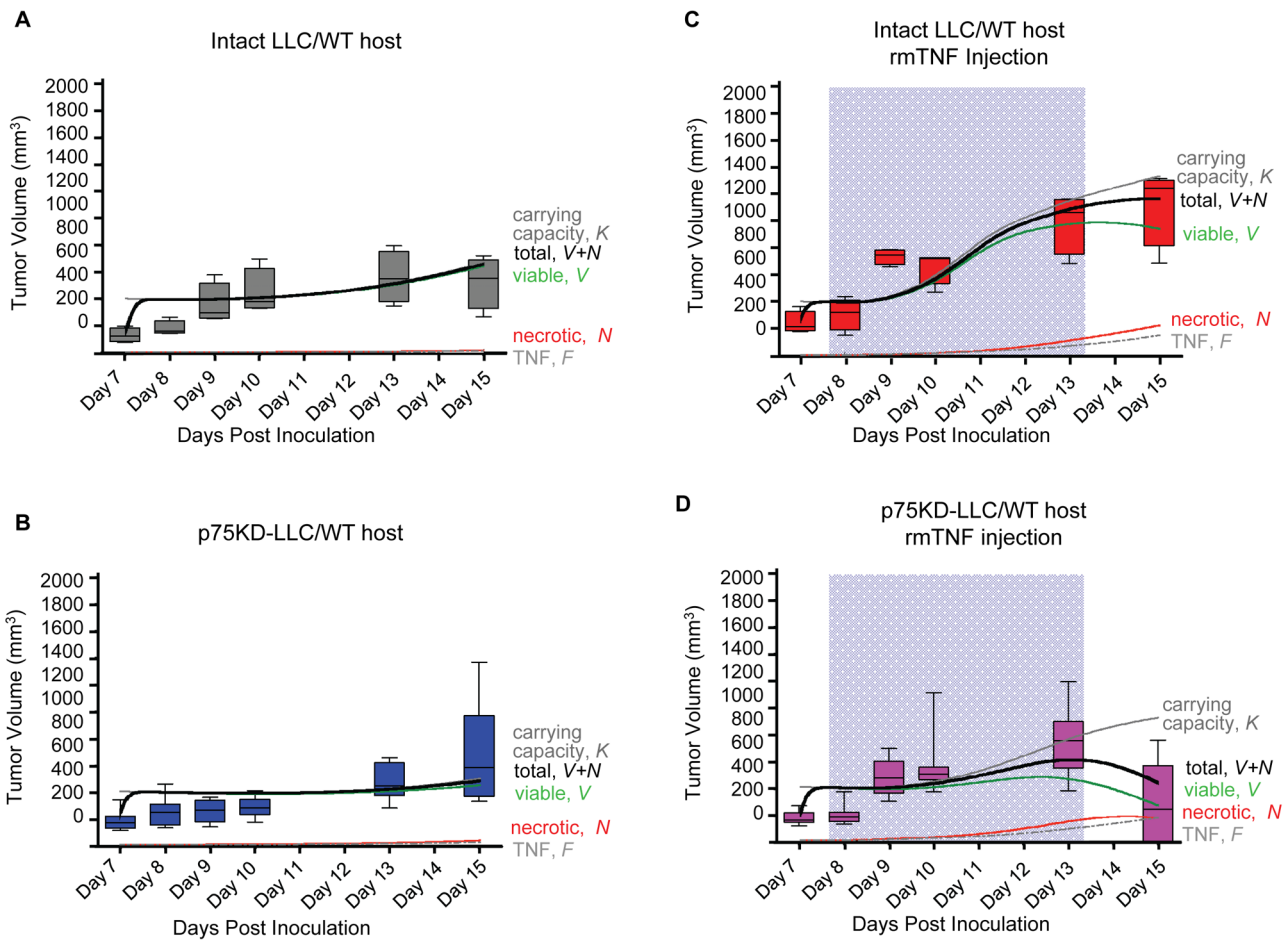 A
Intact LLC/WT host
Tumor Volume (mm³)
2000
1800
1600
1400
1200
1000
800
600
400
200
0
carrying
capacity, K
total, V+N
viable, V
necrotic, N
TNF, F
Day 7
Day 8
Day 9
Day 10
Day 11
Day 12
Day 13
Day 14
Day 15
Days Post Inoculation
C
Intact LLC/WT host
rmTNF Injection
Tumor Volume (mm³)
2000
1800
1600
1400
1200
1000
800
600
400
200
0
carrying
capacity, K
total, V+N
viable, V
necrotic, N
TNF, F
Day 7
Day 8
Day 9
Day 10
Day 11
Day 12
Day 13
Day 14
Day 15
Days Post Inoculation
B
p75KD-LLC/WT host
Tumor Volume (mm³)
2000
1800
1600
1400
1200
1000
800
600
400
200
0
carrying
capacity, K
total, V+N
viable, V
necrotic, N
TNF, F
Day 7
Day 8
Day 9
Day 10
Day 11
Day 12
Day 13
Day 14
Day 15
Days Post Inoculation
D
p75KD-LLC/WT host
rmTNF injection
Tumor Volume (mm³)
2000
1800
1600
1400
1200
1000
800
600
400
200
0
carrying
capacity, K
total, V+N
viable, V
necrotic, N
TNF, F
Day 7
Day 8
Day 9
Day 10
Day 11
Day 12
Day 13
Day 14
Day 15
Days Post Inoculation